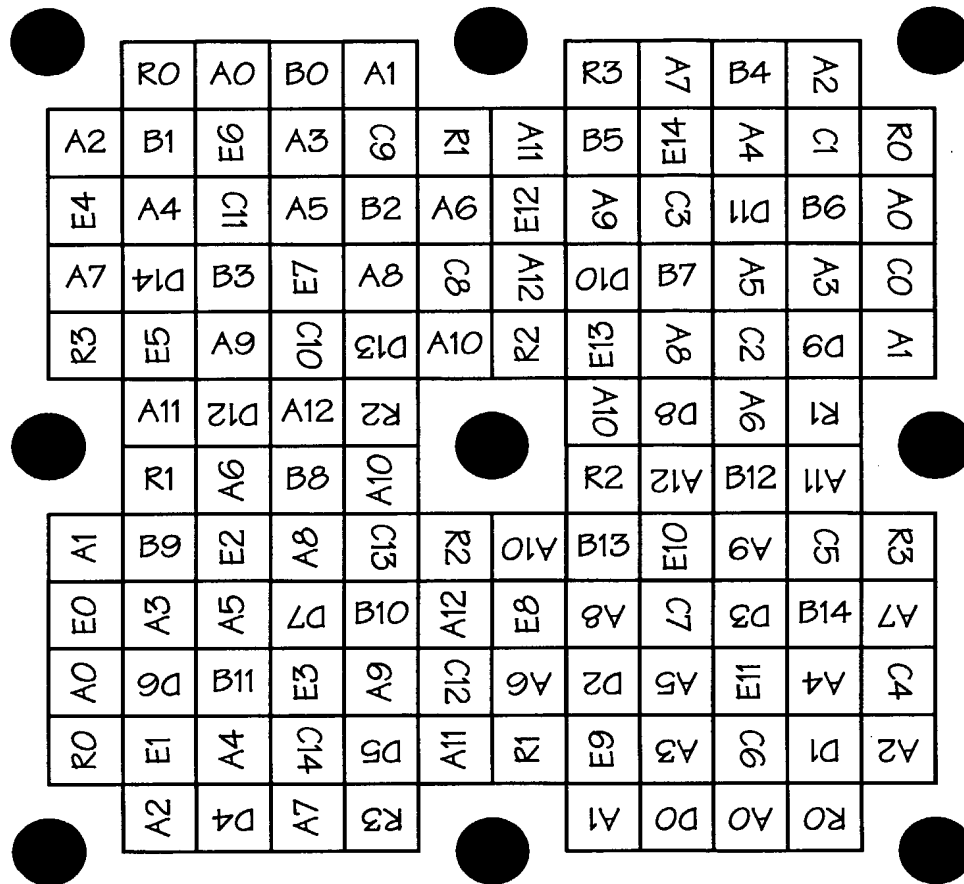 R0 A0 B0 A1 R3 A7 B4 A2
A2 B1 E6 A3 C9 R1 A11 B5 E14 A4 C1 R0
E4 A4 C11 A5 B2 A6 E12 A9 C3 D11 B6 A0
A7 D14 B3 E7 A8 C8 A12 D10 B7 A5 A3 C0
R3 E5 A9 C10 D13 A10 R2 E13 A8 C2 D9 A1
A11 D12 A12 R2 A10 D8 A6 R1
R1 A6 B8 A10 R2 A12 B12 A11
A1 B9 E2 A8 C13 R2 A10 B13 E10 A9 C5 R3
E0 A3 A5 D7 B10 A12 E8 A8 C7 D3 B14 A7
A0 D6 B11 E3 A9 C12 A6 D2 A5 E11 A4 C4
R0 E1 A4 C14 D5 A11 R1 E9 A3 C6 D1 A2
A2 D4 A7 R3 A1 D0 A0 R0